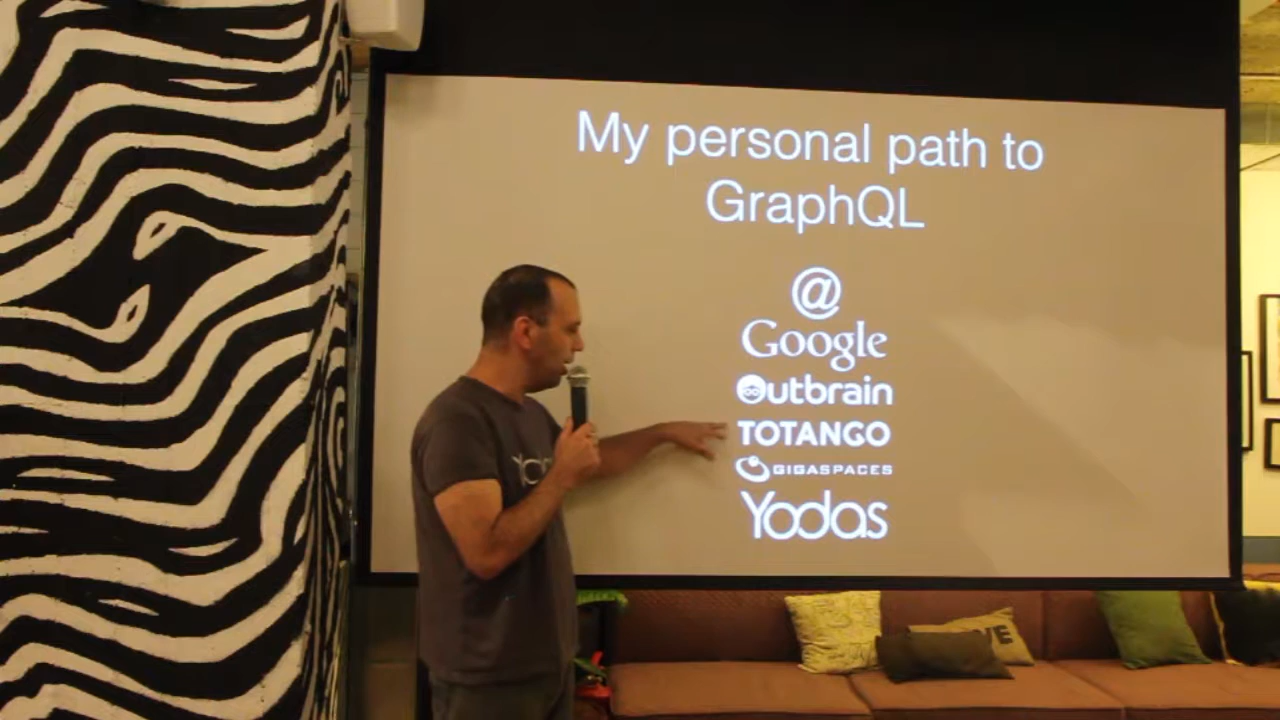 My personal path to
GraphQL
@
Google
Outbrain
TOTANGO
GIGASPACES
Yodas